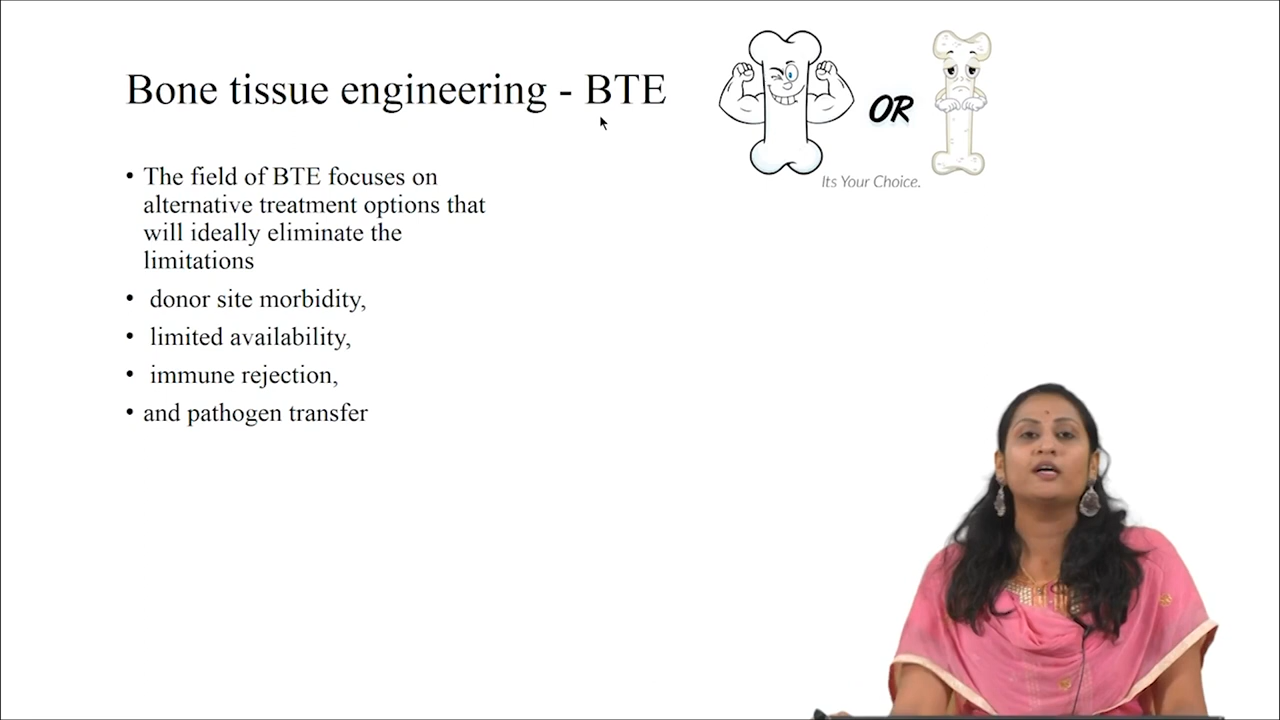 Bone tissue engineering - BTE
OR
Its Your Choice.
• The field of BTE focuses on
alternative treatment options that
will ideally eliminate the
limitations
• donor site morbidity,
• limited availability,
• immune rejection,
• and pathogen transfer